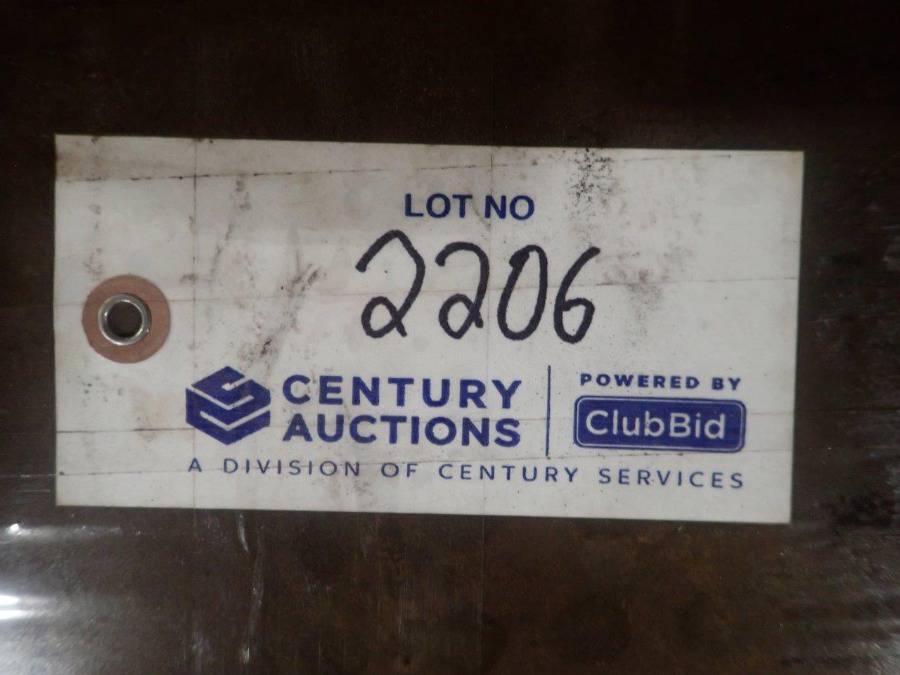 LOT NO
2206
CENTURY
AUCTIONS
POWERED BY
ClubBid
A DIVISION OF CENTURY SERVICES